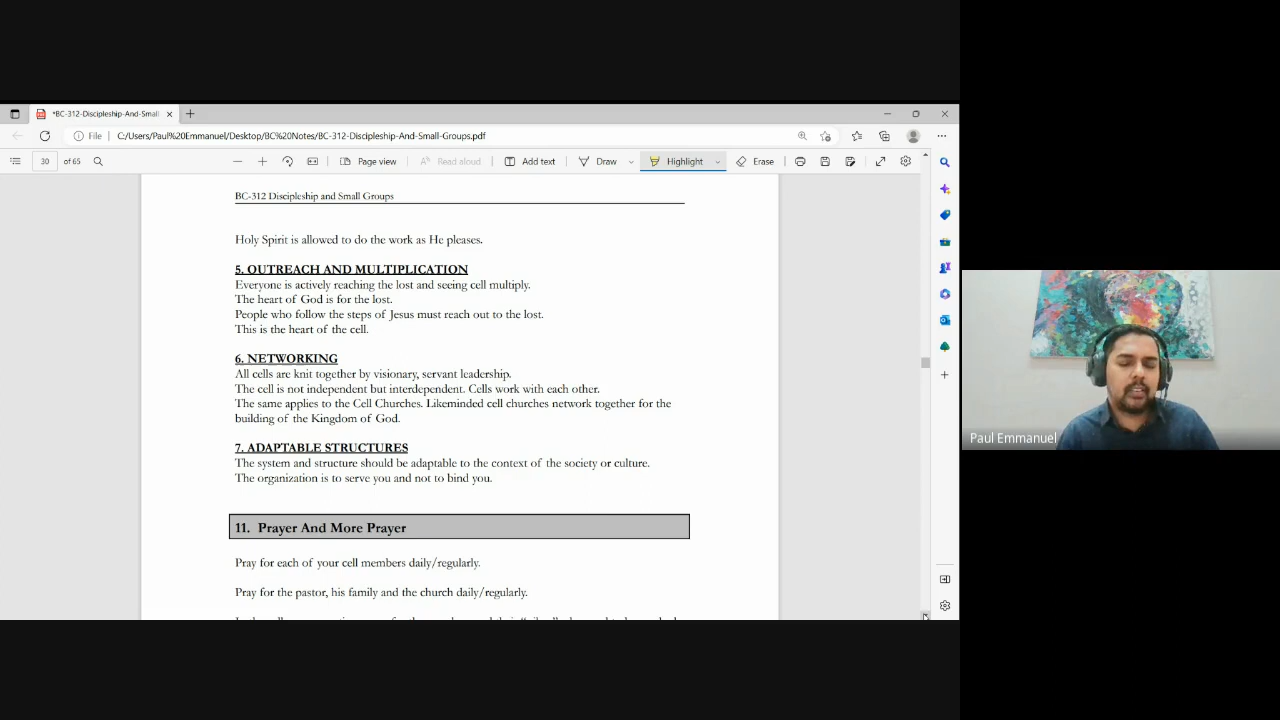 *BC-312-Discipleship-And-Small
File
C:/Users/Paul%20Emmanuel/Desktop/BC%20Notes/BC-312-Discipleship-And-Small-Groups.pdf
30 of 65
Page view
Read aloud
Add text
Draw
Highlight
Erase
BC-312 Discipleship and Small Groups
Holy Spirit is allowed to do the work as He pleases.
5. OUTREACH AND MULTIPLICATION
Everyone is actively reaching the lost and seeing cell multiply.
The heart of God is for the lost.
People who follow the steps of Jesus must reach out to the lost.
This is the heart of the cell.
6. NETWORKING
All cells are knit together by visionary, servant leadership.
The cell is not independent but interdependent. Cells work with each other.
The same applies to the Cell Churches. Likeminded cell churches network together for the
building of the Kingdom of God.
7. ADAPTABLE STRUCTURES
The system and structure should be adaptable to the context of the society or culture.
The organization is to serve you and not to bind you.
11. Prayer And More Prayer
Pray for each of your cell members daily/regularly.
Pray for the pastor, his family and the church daily/regularly.
Paul Emmanuel